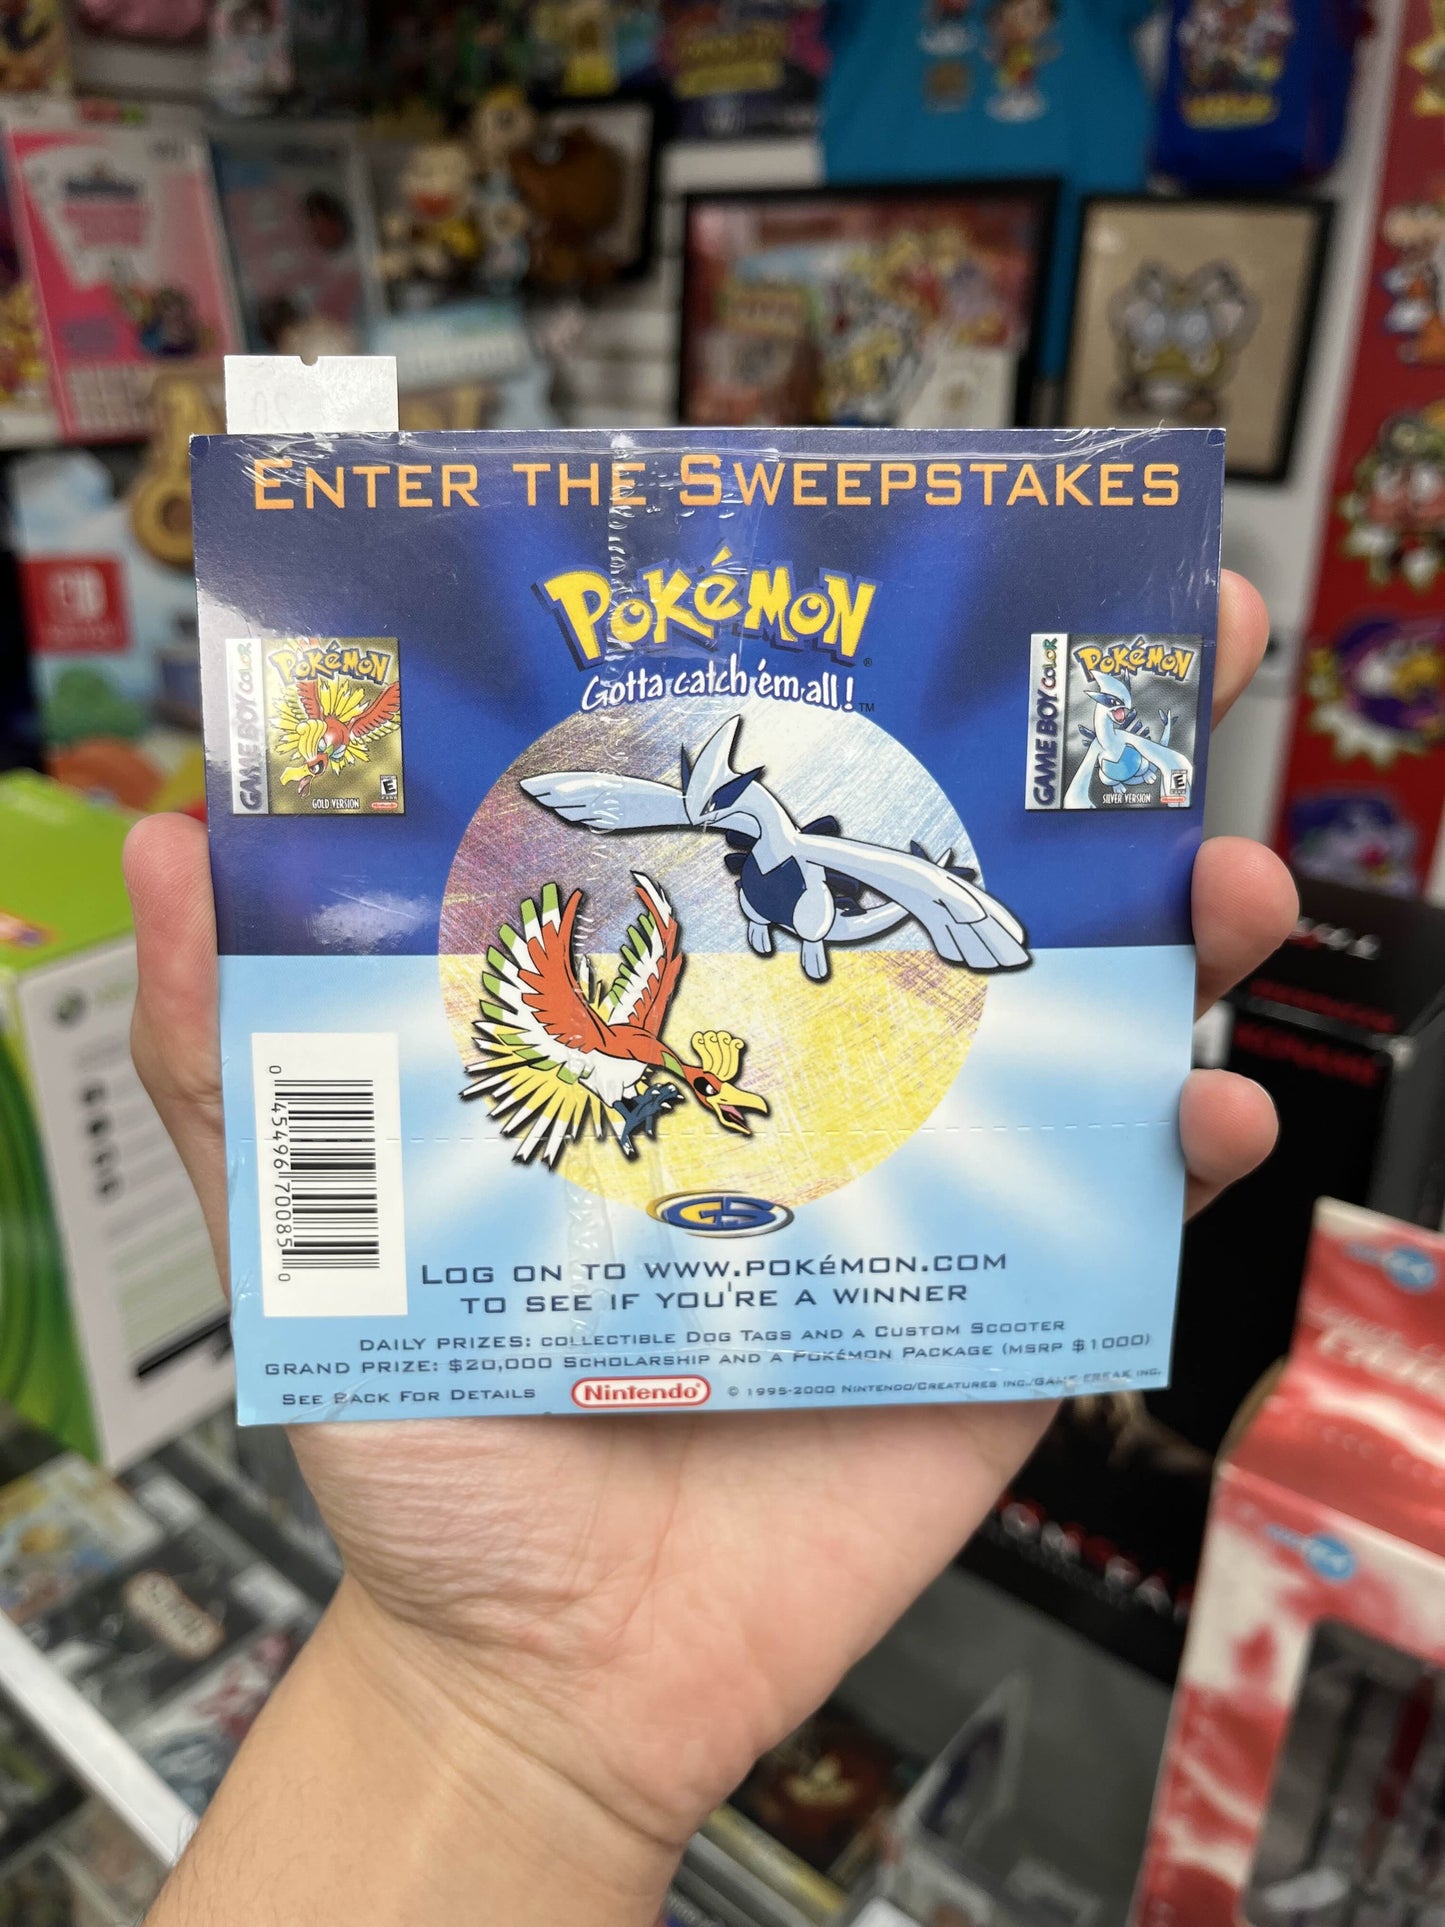 ENTER THE SWEEPSTAKES
POKéMON
Gotta catch 'em all!
GAME BOY COLOR
POKéMON
GOLD VERSION
E
Nintendo
GAME BOY COLOR
POKéMON
SILVER VERSION
E
Nintendo
0 45496 70085 0
GS
LOG ON TO WWW.POKéMON.COM
TO SEE IF YOU'RE A WINNER
DAILY PRIZES: COLLECTIBLE DOG TAGS AND A CUSTOM SCOOTER
GRAND PRIZE: $20,000 SCHOLARSHIP AND A POKéMON PACKAGE (MSRP $1000)
SEE BACK FOR DETAILS
Nintendo
© 1995-2000 NINTENDO/CREATURES INC./GAME FREAK INC.
KONAMI